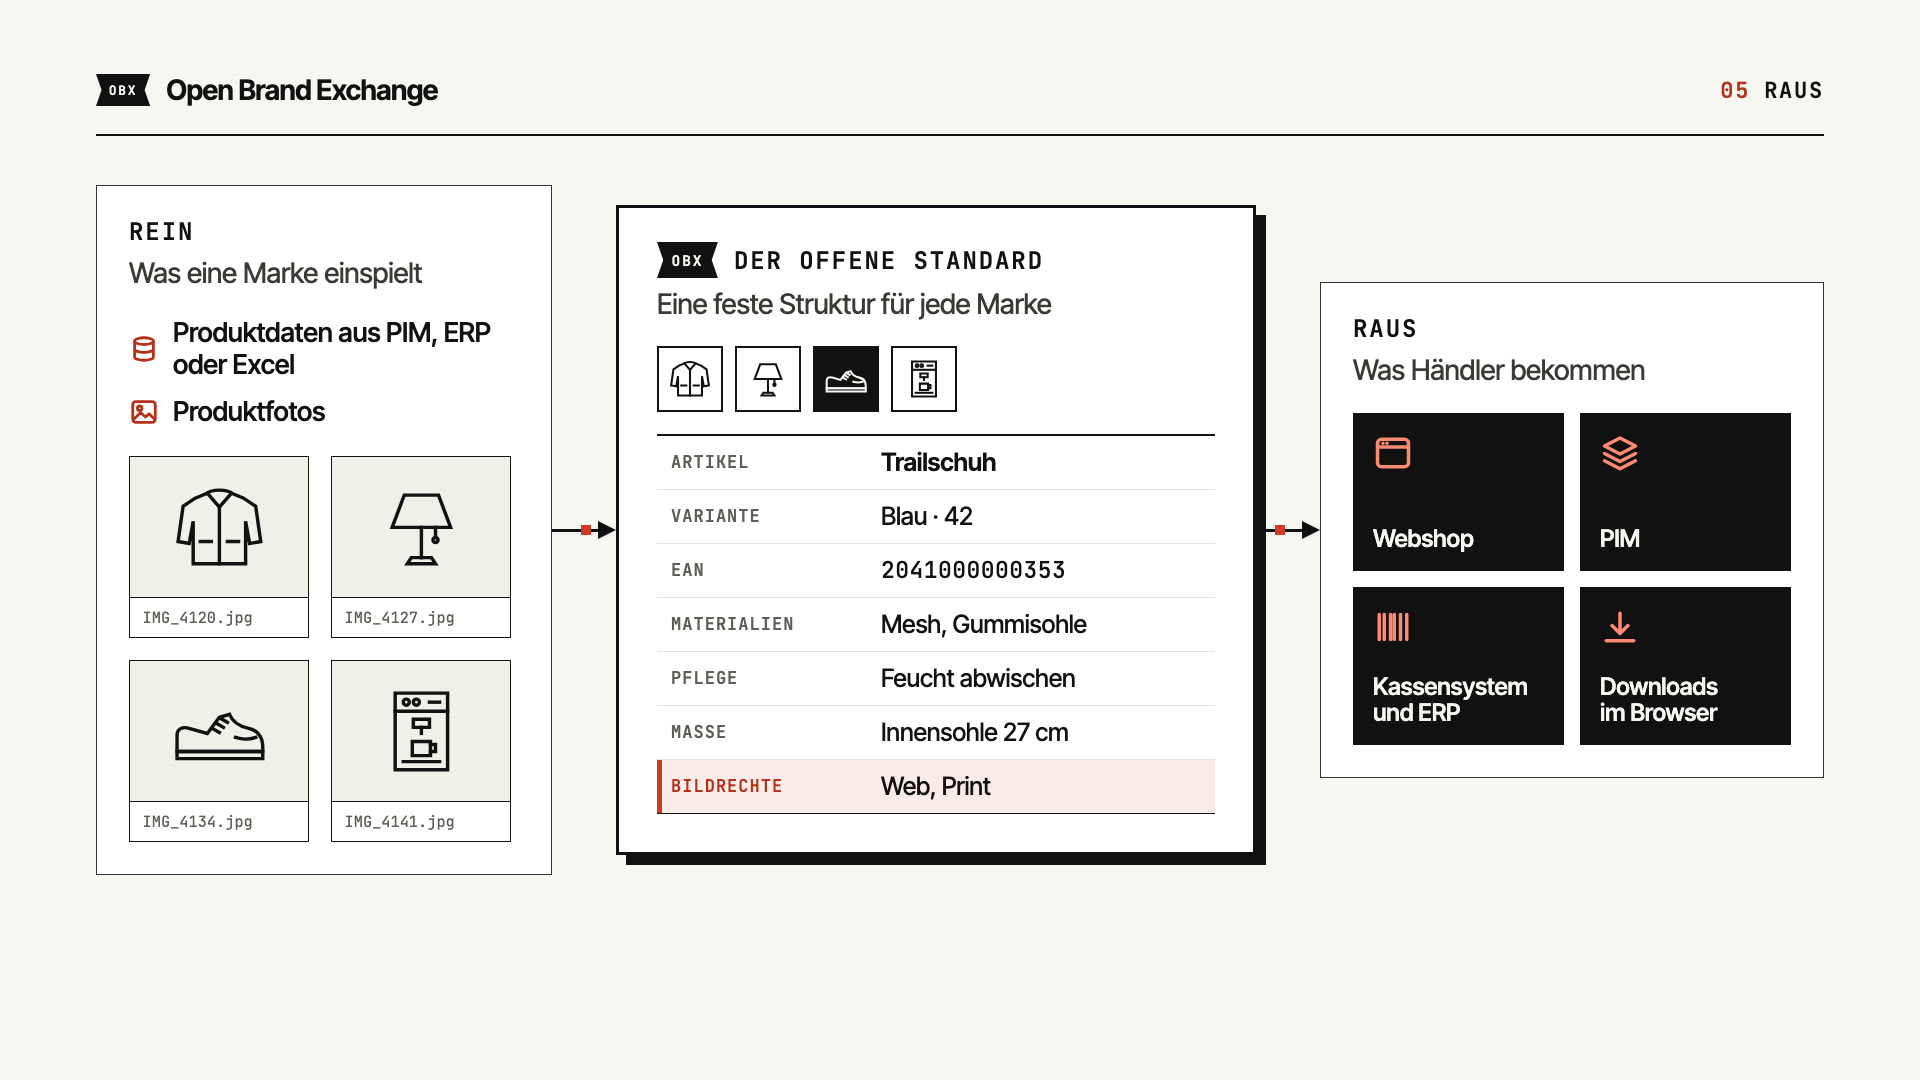 OBX Open Brand Exchange
05 RAUS
REIN
Was eine Marke einspielt
Produktdaten aus PIM, ERP
oder Excel
Produktfotos
IMG_4120.jpg
IMG_4127.jpg
IMG_4134.jpg
IMG_4141.jpg
OBX DER OFFENE STANDARD
Eine feste Struktur für jede Marke
ARTIKEL Trailschuh
VARIANTE Blau · 42
EAN 2041000000353
MATERIALIEN Mesh, Gummisohle
PFLEGE Feucht abwischen
MASSE Innensohle 27 cm
BILDRECHTE Web, Print
RAUS
Was Händler bekommen
Webshop
PIM
Kassensystem
und ERP
Downloads
im Browser